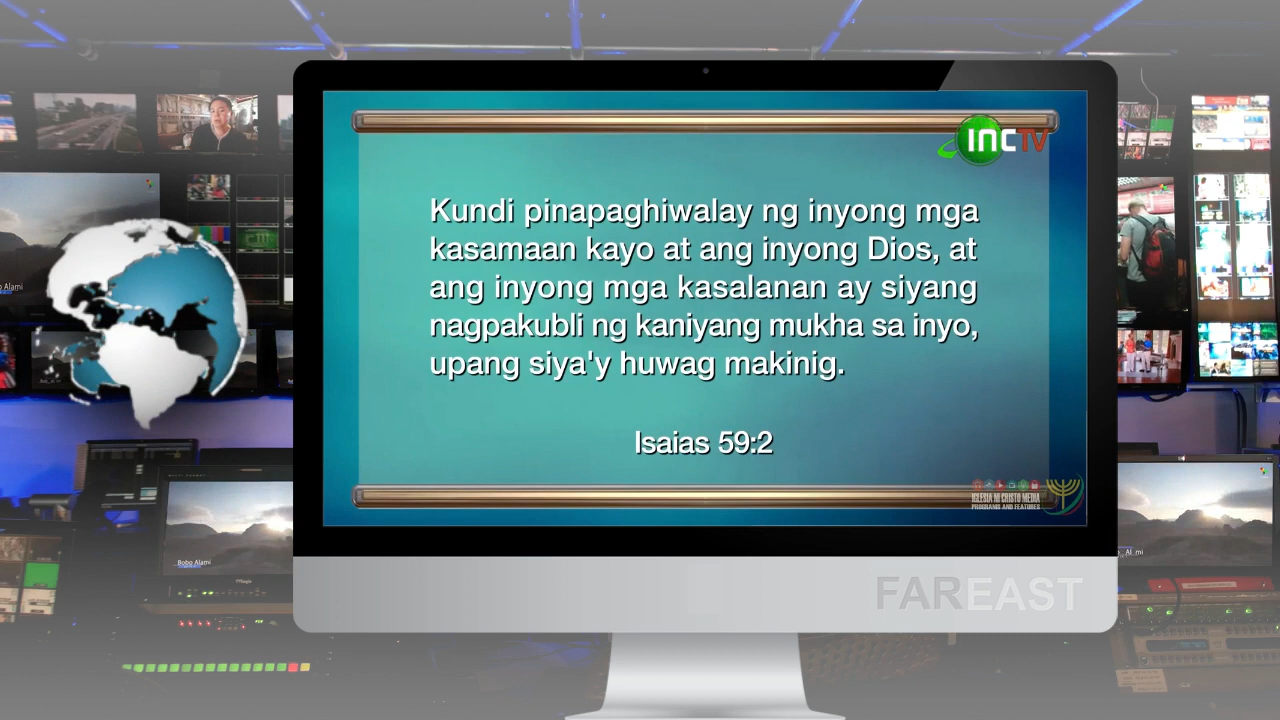 INCTV
Kundi pinapaghiwalay ng inyong mga
kasamaan kayo at ang inyong Dios, at
ang inyong mga kasalanan ay siyang
nagpakubli ng kaniyang mukha sa inyo,
upang siya'y huwag makinig.
Isaias 59:2
IGLESIA NI CRISTO MEDIA
PROGRAMS AND FEATURES
FAREAST
Bobo Alami